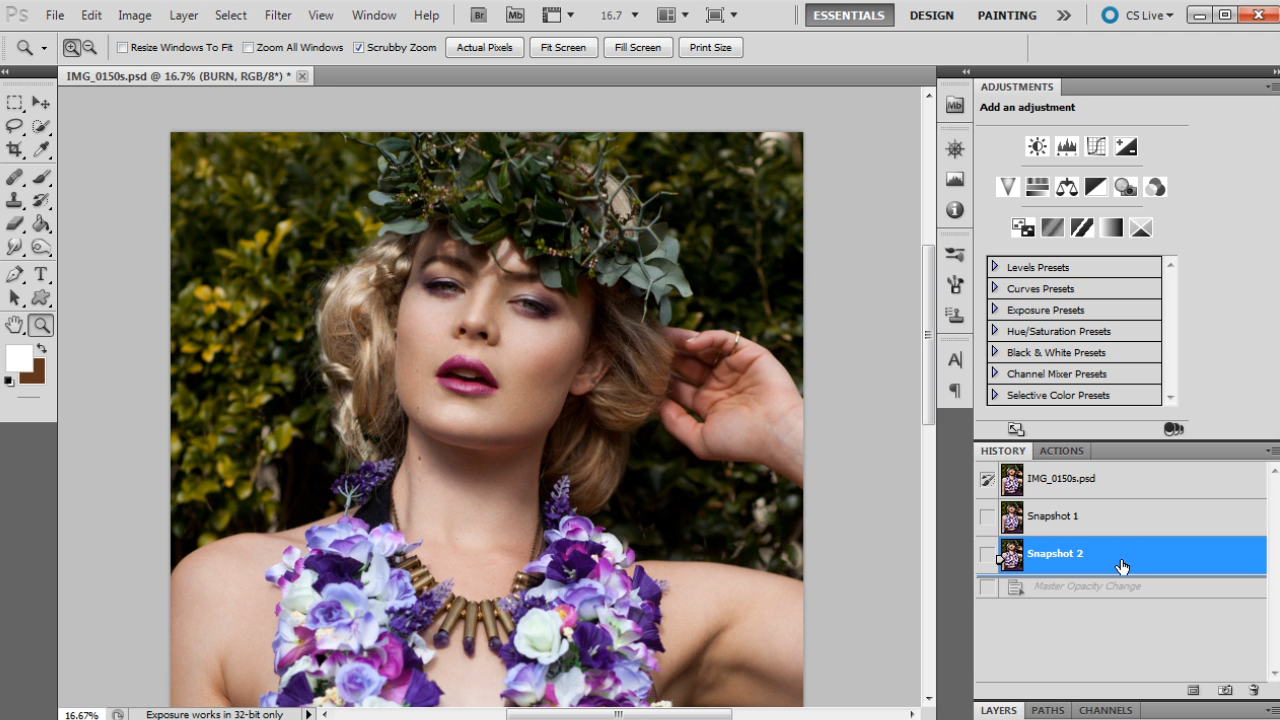 Ps File Edit Image Layer Select Filter View Window Help Br Mb 16.7 ESSENTIALS DESIGN PAINTING CS Live
Resize Windows To Fit Zoom All Windows Scrubby Zoom Actual Pixels Fit Screen Fill Screen Print Size
IMG_0150s.psd @ 16.7% (BURN, RGB/8*) *
ADJUSTMENTS
Mb
Add an adjustment
Levels Presets
Curves Presets
Exposure Presets
Hue/Saturation Presets
Black & White Presets
Channel Mixer Presets
Selective Color Presets
HISTORY ACTIONS
IMG_0150s.psd
Snapshot 1
Snapshot 2
Master Opacity Change
16.67% Exposure works in 32-bit only
LAYERS PATHS CHANNELS